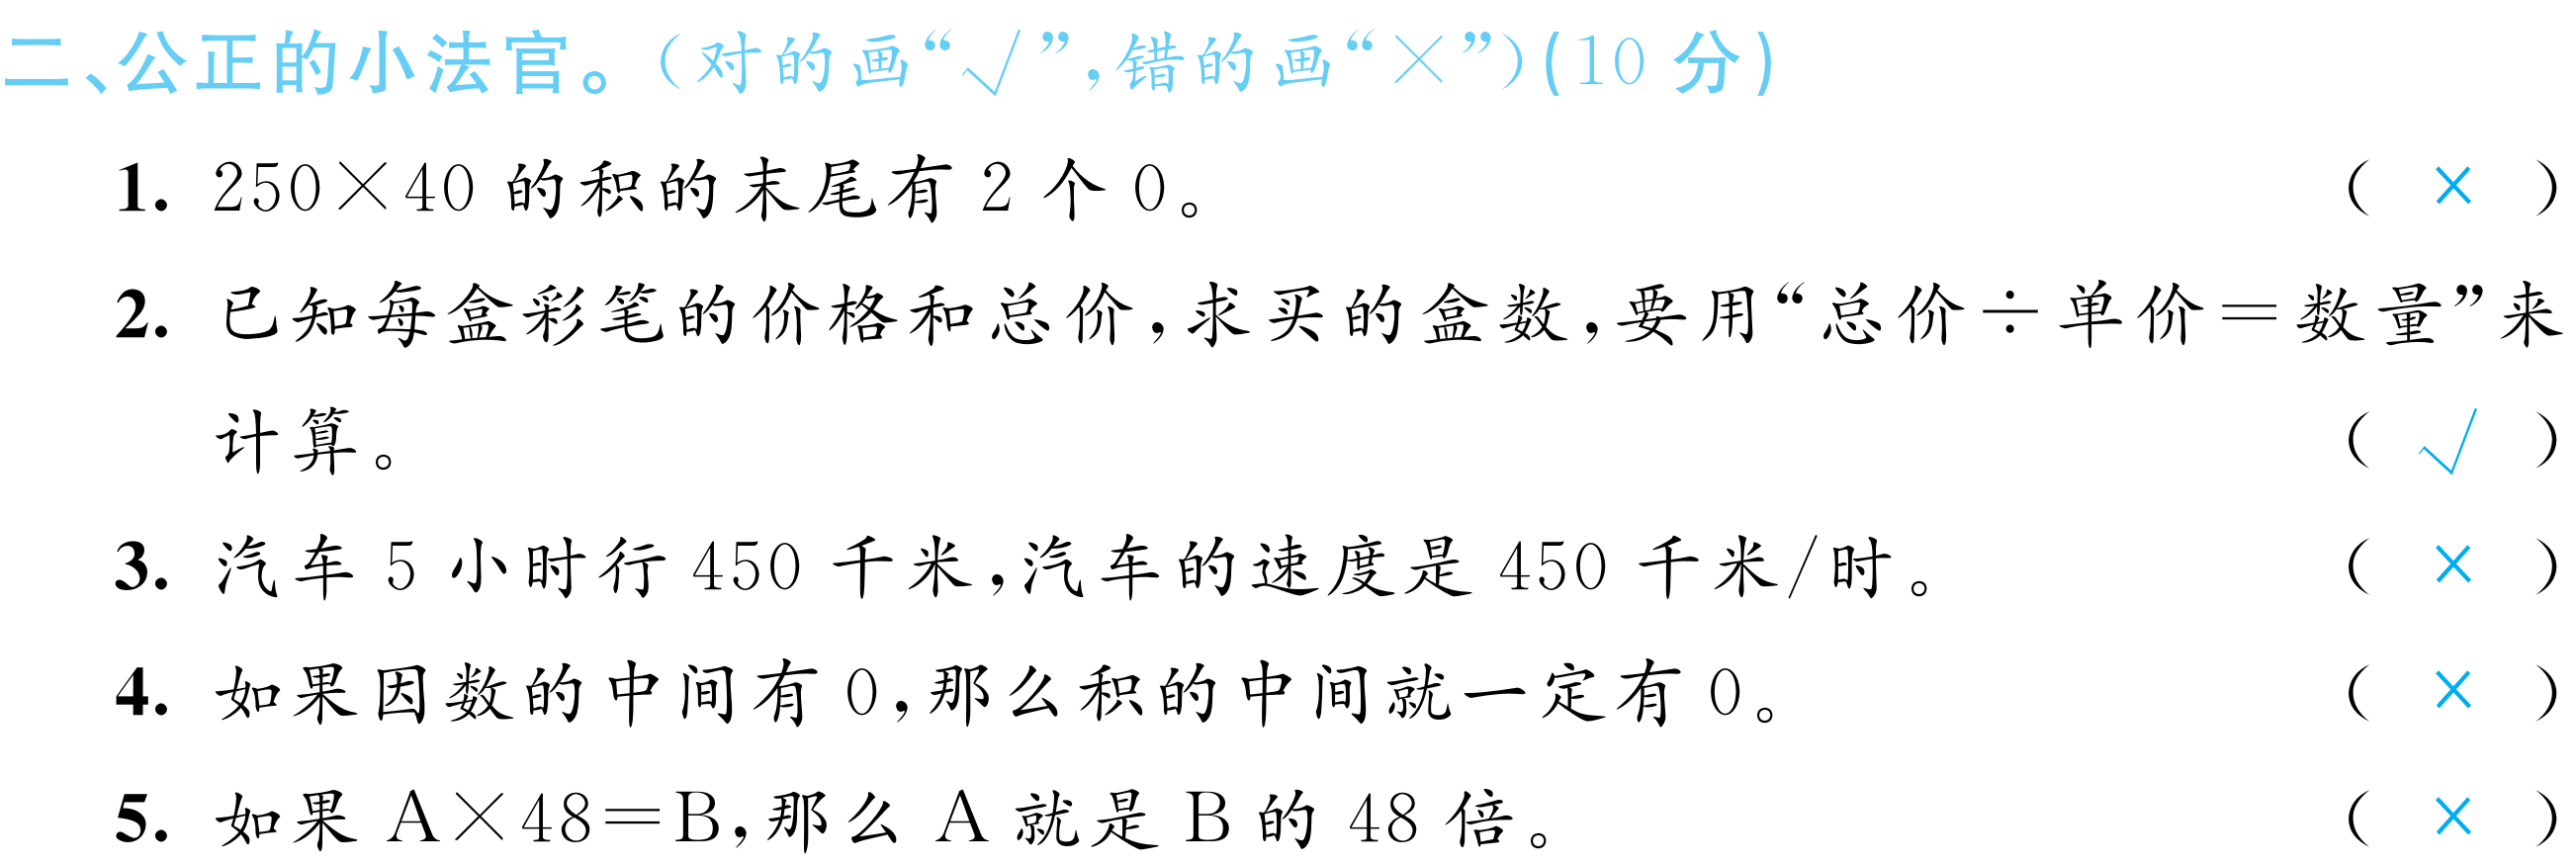 二、公正的小法官。(对的画“√”,错的画“×”)(10 分)
1. 250×40 的积的末尾有 2 个 0。 ( × )
2. 已知每盒彩笔的价格和总价,求买的盒数,要用“总价÷单价=数量”来
计算。 ( √ )
3. 汽车 5 小时行 450 千米,汽车的速度是 450 千米/时。 ( × )
4. 如果因数的中间有 0,那么积的中间就一定有 0。 ( × )
5. 如果 A×48=B,那么 A 就是 B 的 48 倍。 ( × )